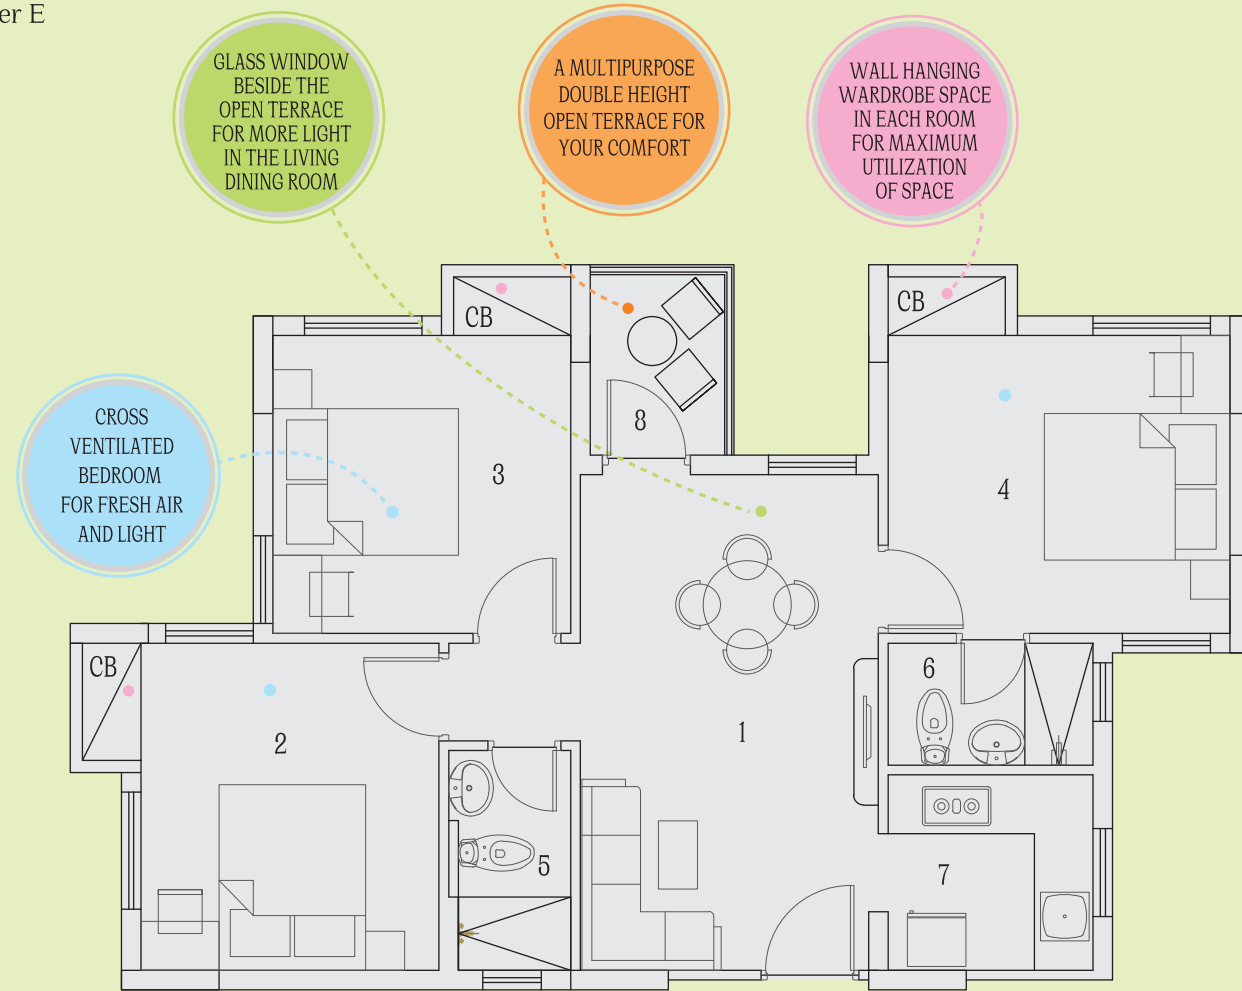 er E
GLASS WINDOW
BESIDE THE
OPEN TERRACE
FOR MORE LIGHT
IN THE LIVING
DINING ROOM
A MULTIPURPOSE
DOUBLE HEIGHT
OPEN TERRACE FOR
YOUR COMFORT
WALL HANGING
WARDROBE SPACE
IN EACH ROOM
FOR MAXIMUM
UTILIZATION
OF SPACE
CROSS
VENTILATED
BEDROOM
FOR FRESH AIR
AND LIGHT
CB
CB
8
3
4
CB
6
2
1
5
7